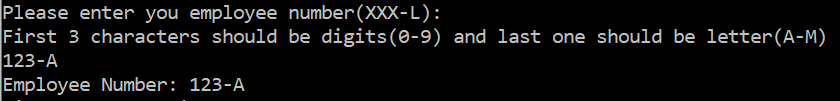 Please enter you employee number(XXX-L):
First 3 characters should be digits(0-9) and last one should be letter(A-M)
123-A
Employee Number: 123-A